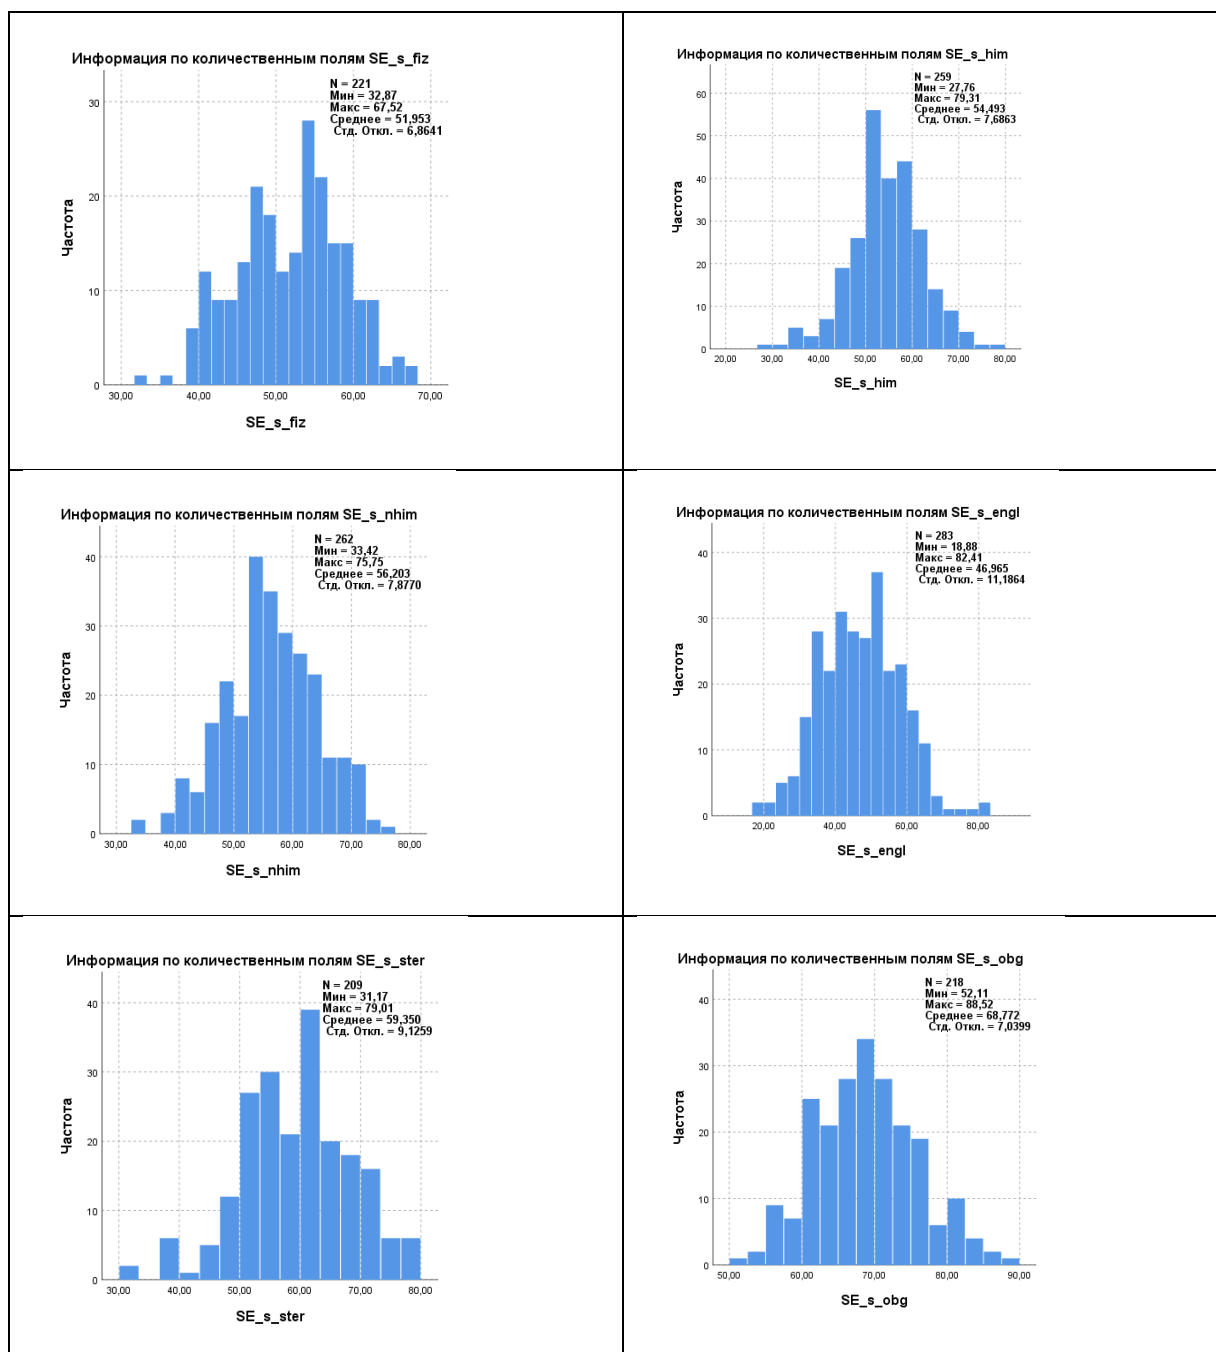 Информация по количественным полям SE_s_fiz
N = 221
Мин = 32,87
Макс = 67,52
Среднее = 51,953
Стд. Откл. = 6,8641
30
20
10
0
Частота
30,00 40,00 50,00 60,00 70,00
SE_s_fiz
Информация по количественным полям SE_s_him
N = 259
Мин = 27,76
Макс = 79,31
Среднее = 54,493
Стд. Откл. = 7,6863
60
50
40
30
20
10
0
Частота
20,00 30,00 40,00 50,00 60,00 70,00 80,00
SE_s_him
Информация по количественным полям SE_s_nhim
N = 262
Мин = 33,42
Макс = 75,75
Среднее = 56,203
Стд. Откл. = 7,8770
40
30
20
10
0
Частота
30,00 40,00 50,00 60,00 70,00 80,00
SE_s_nhim
Информация по количественным полям SE_s_engl
N = 283
Мин = 18,88
Макс = 82,41
Среднее = 46,965
Стд. Откл. = 11,1864
40
30
20
10
0
Частота
20,00 40,00 60,00 80,00
SE_s_engl
Информация по количественным полям SE_s_ster
N = 209
Мин = 31,17
Макс = 79,01
Среднее = 59,350
Стд. Откл. = 9,1259
40
30
20
10
0
Частота
30,00 40,00 50,00 60,00 70,00 80,00
SE_s_ster
Информация по количественным полям SE_s_obg
N = 218
Мин = 52,11
Макс = 88,52
Среднее = 68,772
Стд. Откл. = 7,0399
40
30
20
10
0
Частота
50,00 60,00 70,00 80,00 90,00
SE_s_obg